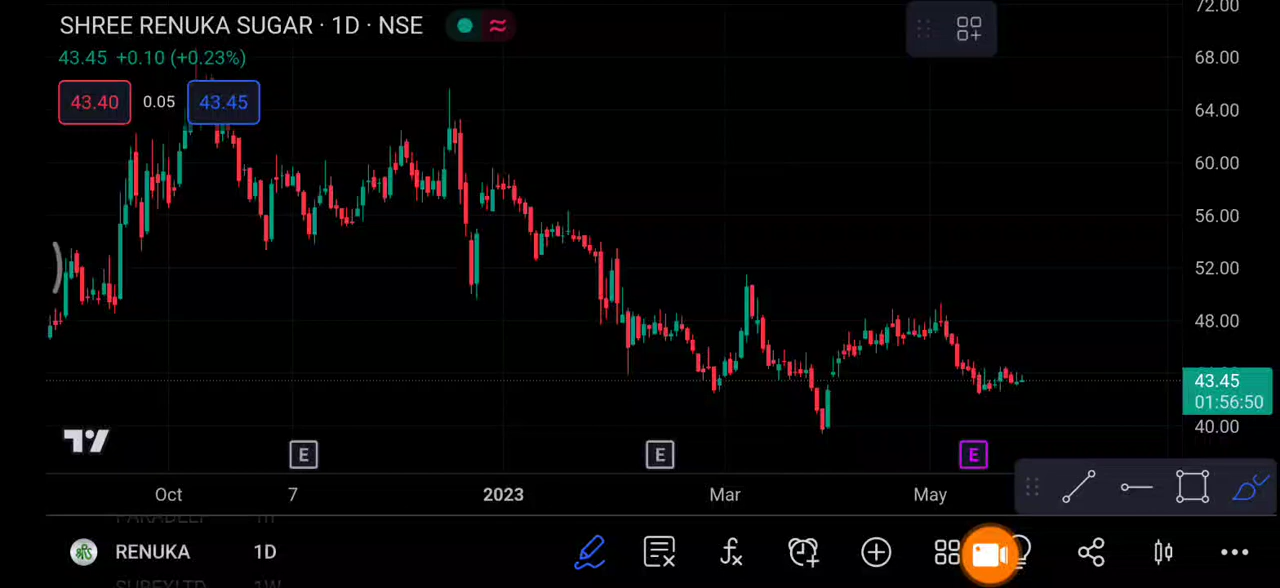 72.00
SHREE RENUKA SUGAR · 1D · NSE
43.45 +0.10 (+0.23%)
68.00
43.40 0.05 43.45
64.00
60.00
56.00
52.00
48.00
43.45
01:56:50
40.00
E E E
Oct 7 2023 Mar May
RENUKA 1D